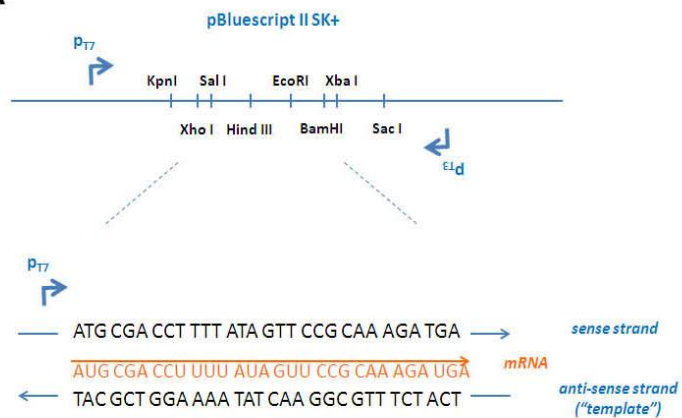 pBluescript II SK+
pT7
KpnI Sal I EcoRI Xba I
Xho I Hind III BamHI Sac I
pT3
pT7
ATG CGA CCT TTT ATA GTT CCG CAA AGA TGA sense strand
AUG CGA CCU UUU AUA GUU CCG CAA AGA UGA mRNA
TAC GCT GGA AAA TAT CAA GGC GTT TCT ACT anti-sense strand
("template")